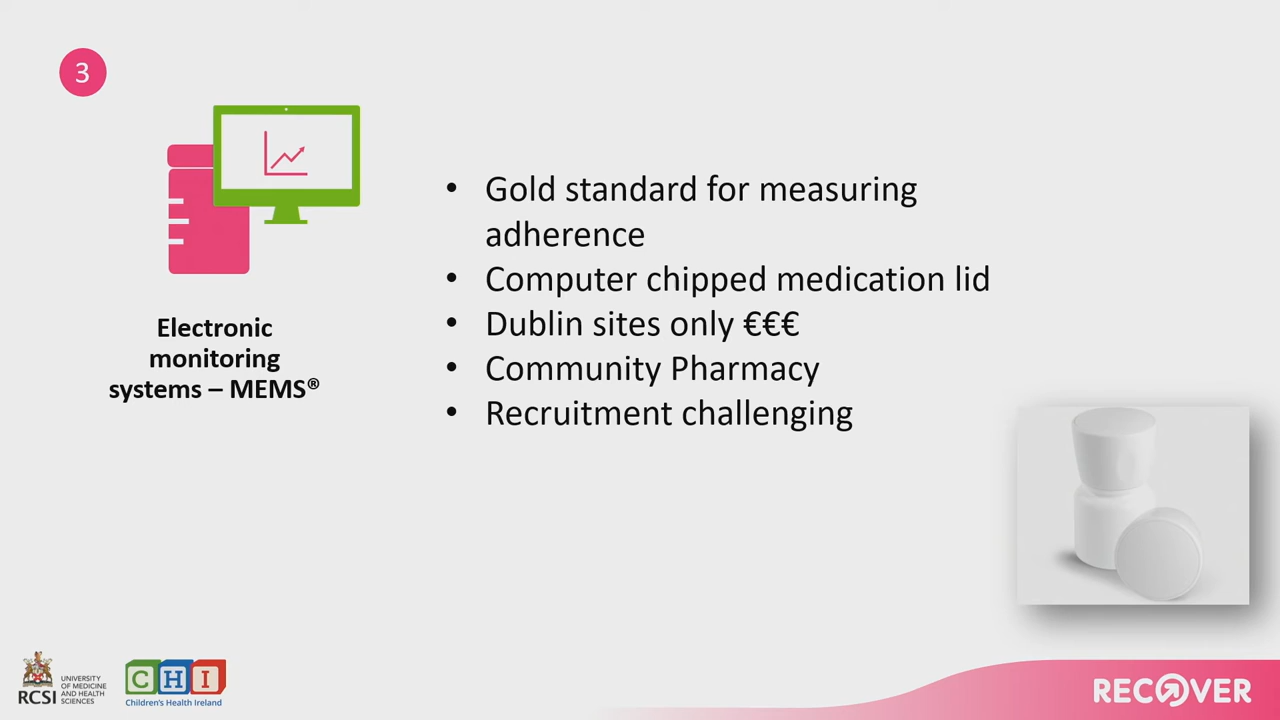 3
Electronic
monitoring
systems – MEMS®
• Gold standard for measuring
adherence
• Computer chipped medication lid
• Dublin sites only €€€
• Community Pharmacy
• Recruitment challenging
RCSI
UNIVERSITY
OF MEDICINE
AND HEALTH
SCIENCES
CHI
Children's Health Ireland
RECOVER